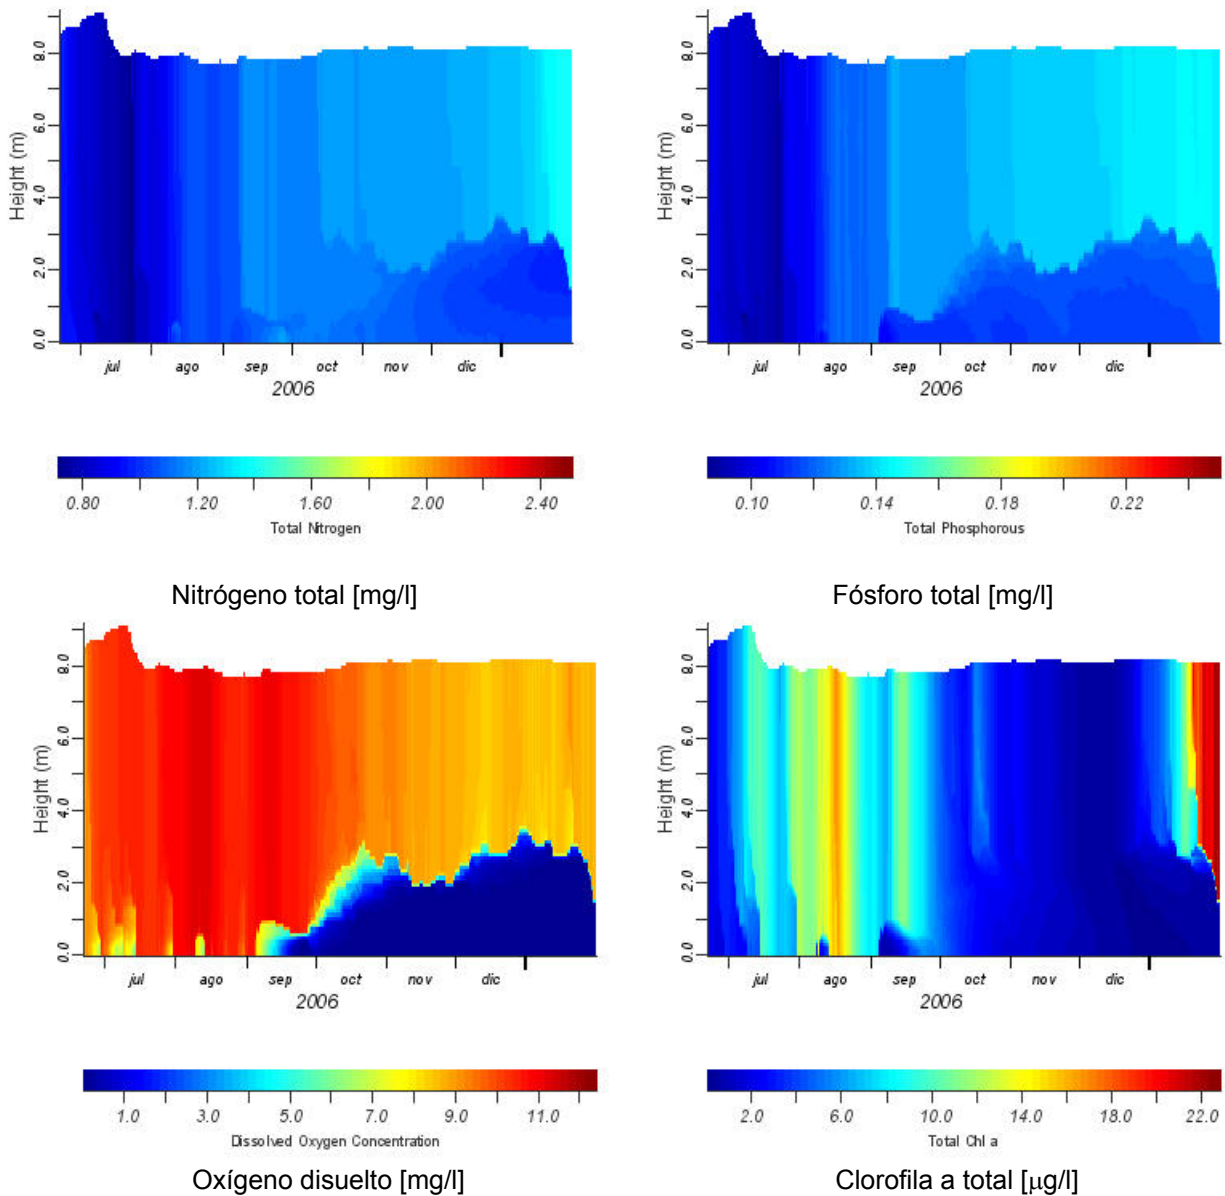 Height (m)
8.0
6.0
4.0
2.0
0.0
jul ago sep oct nov dic
2006
0.80 1.20 1.60 2.00 2.40
Total Nitrogen
Nitrógeno total [mg/l]
Height (m)
8.0
6.0
4.0
2.0
0.0
jul ago sep oct nov dic
2006
0.10 0.14 0.18 0.22
Total Phosphorous
Fósforo total [mg/l]
Height (m)
8.0
6.0
4.0
2.0
0.0
jul ago sep oct nov dic
2006
1.0 3.0 5.0 7.0 9.0 11.0
Dissolved Oxygen Concentration
Oxígeno disuelto [mg/l]
Height (m)
8.0
6.0
4.0
2.0
0.0
jul ago sep oct nov dic
2006
2.0 6.0 10.0 14.0 18.0 22.0
Total Chl a
Clorofila a total [μg/l]